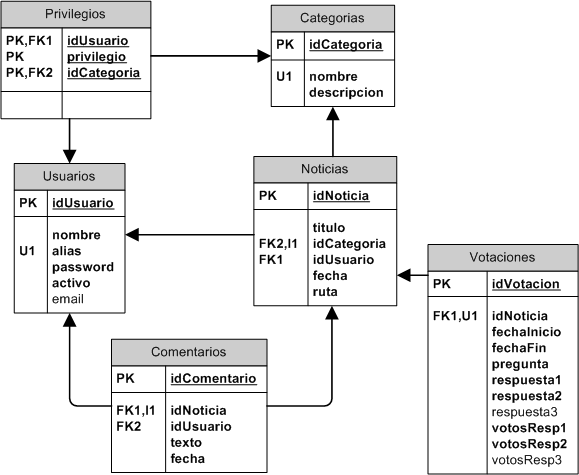 Privilegios
PK,FK1 idUsuario
PK privilegio
PK,FK2 idCategoria
Categorias
PK idCategoria
U1 nombre
descripcion
Usuarios
PK idUsuario
nombre
U1 alias
password
activo
email
Noticias
PK idNoticia
titulo
FK2,I1 idCategoria
FK1 idUsuario
fecha
ruta
Votaciones
PK idVotacion
FK1,U1 idNoticia
fechaInicio
fechaFin
pregunta
respuesta1
respuesta2
respuesta3
votosResp1
votosResp2
votosResp3
Comentarios
PK idComentario
FK1,I1 idNoticia
FK2 idUsuario
texto
fecha